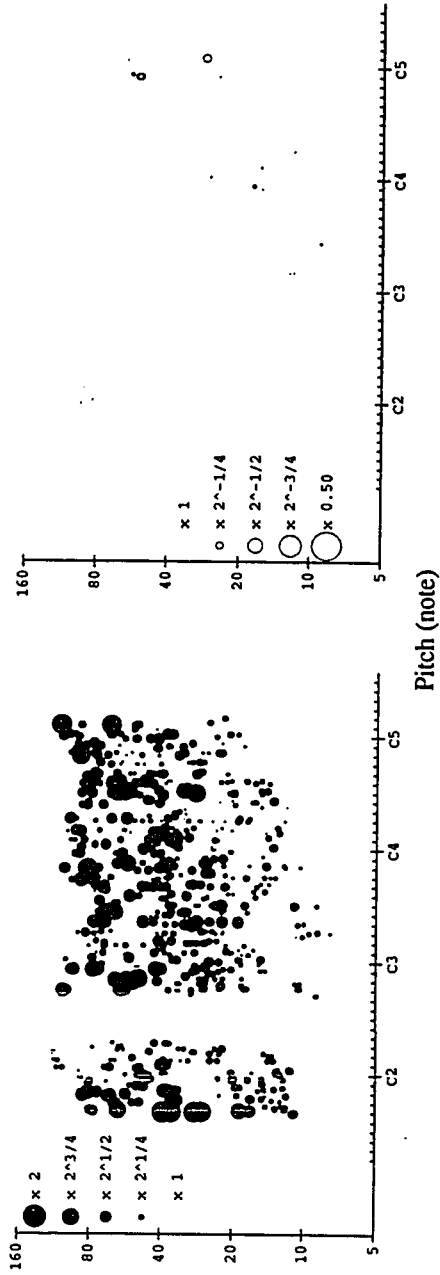 160
80
40
20
10
5
× 2
× 2^3/4
× 2^1/2
× 2^1/4
× 1
C2
C3
C4
C5
160
80
40
20
10
5
× 1
× 2^-1/4
× 2^-1/2
× 2^-3/4
× 0.50
C2
C3
C4
C5
Pitch (note)